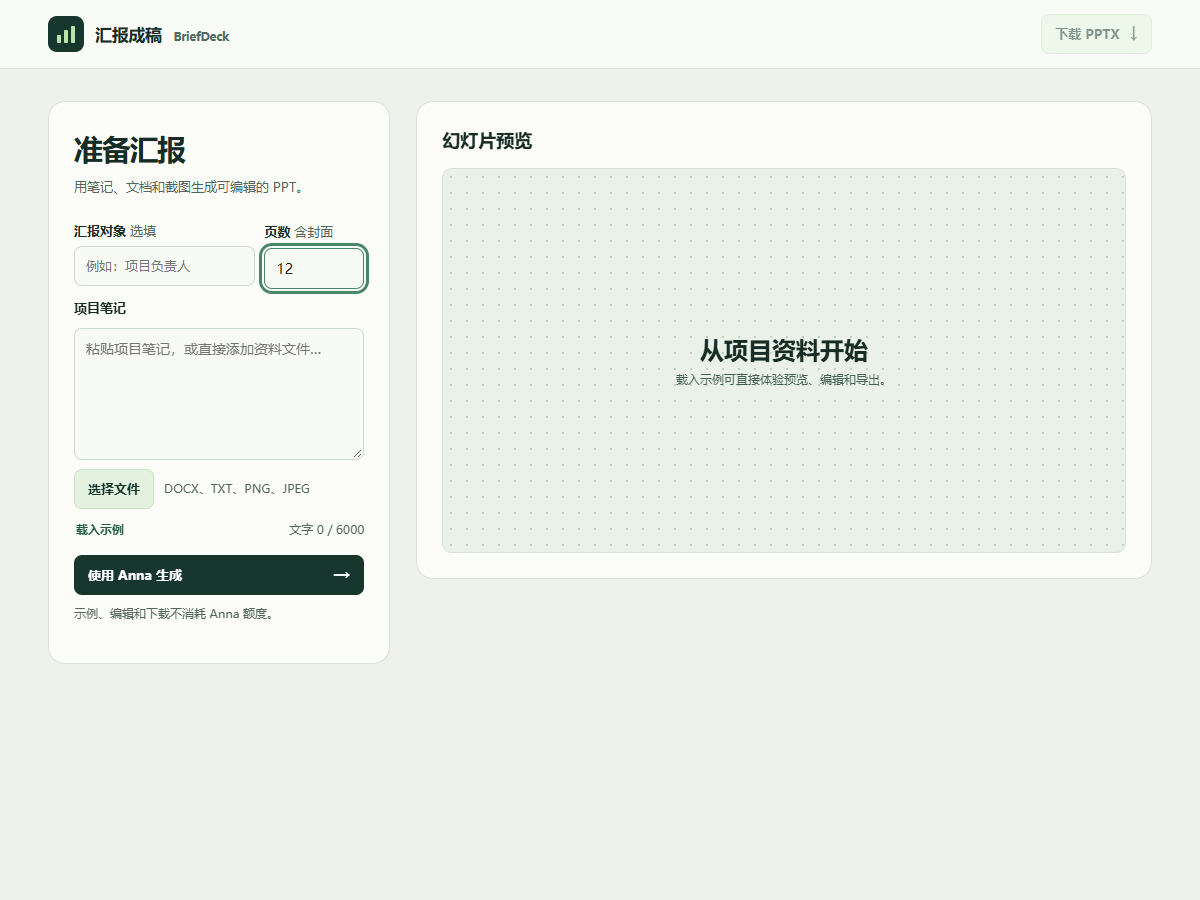 汇报成稿 BriefDeck
下载 PPTX ↓
准备汇报
用笔记、文档和截图生成可编辑的 PPT。
汇报对象 选填
页数 含封面
例如：项目负责人
12
项目笔记
粘贴项目笔记，或直接添加资料文件...
选择文件
DOCX、TXT、PNG、JPEG
载入示例
文字 0 / 6000
使用 Anna 生成 →
示例、编辑和下载不消耗 Anna 额度。
幻灯片预览
从项目资料开始
载入示例可直接体验预览、编辑和导出。